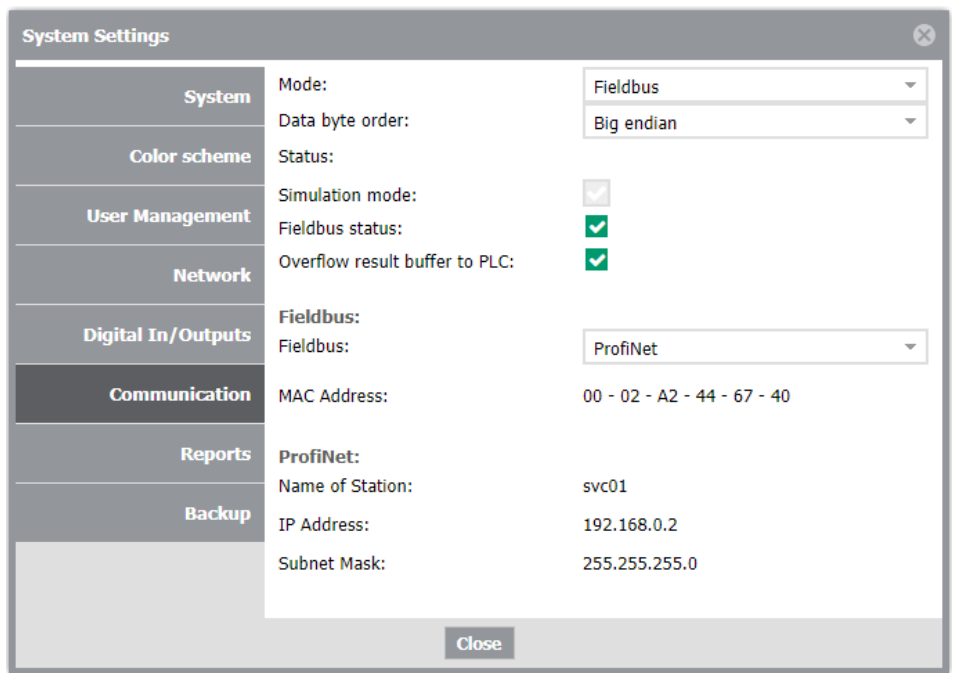 System Settings
System
Color scheme
User Management
Network
Digital In/Outputs
Communication
Reports
Backup
Mode: Fieldbus
Data byte order: Big endian
Status:
Simulation mode:
Fieldbus status:
Overflow result buffer to PLC:
Fieldbus:
Fieldbus: ProfiNet
MAC Address: 00 - 02 - A2 - 44 - 67 - 40
ProfiNet:
Name of Station: svc01
IP Address: 192.168.0.2
Subnet Mask: 255.255.255.0
Close